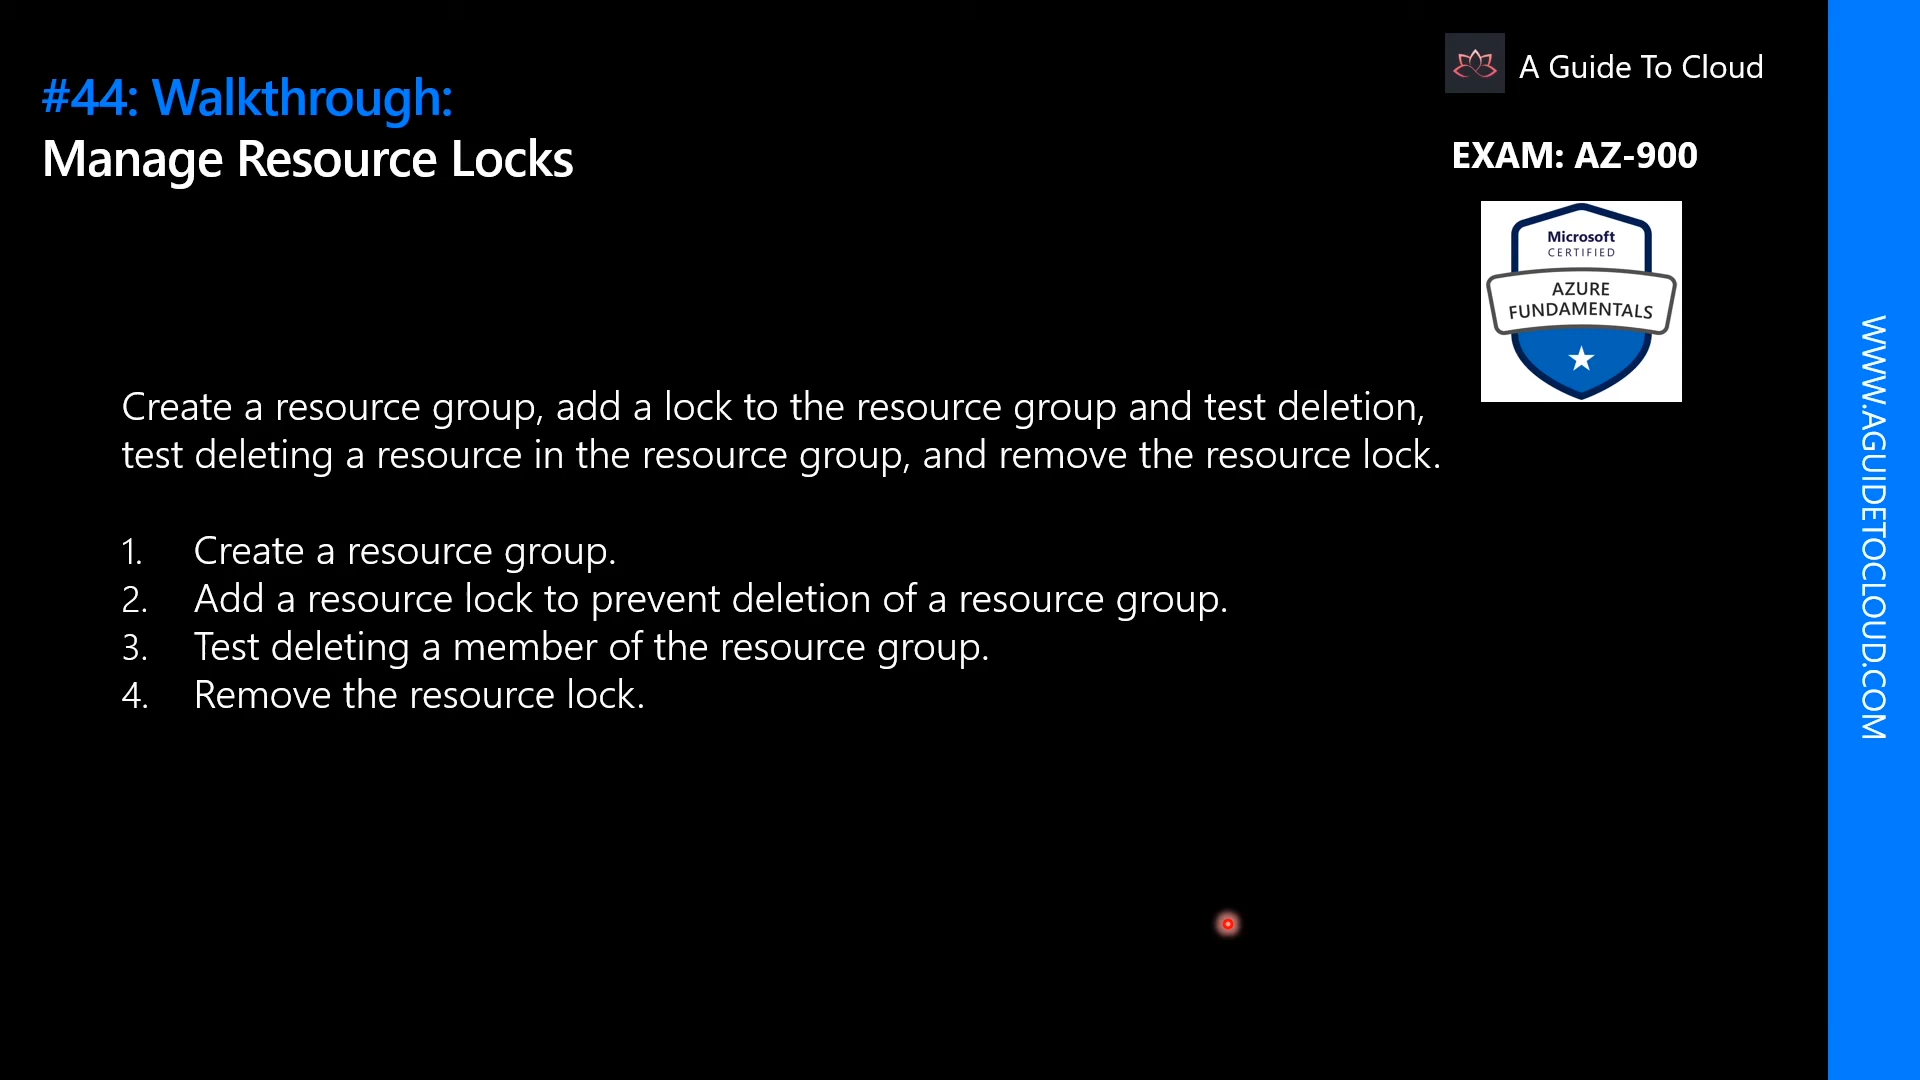 #44: Walkthrough:
Manage Resource Locks
A Guide To Cloud
EXAM: AZ-900
Microsoft
CERTIFIED
AZURE
FUNDAMENTALS
Create a resource group, add a lock to the resource group and test deletion,
test deleting a resource in the resource group, and remove the resource lock.
1. Create a resource group.
2. Add a resource lock to prevent deletion of a resource group.
3. Test deleting a member of the resource group.
4. Remove the resource lock.
WWW.AGUIDETOCLOUD.COM